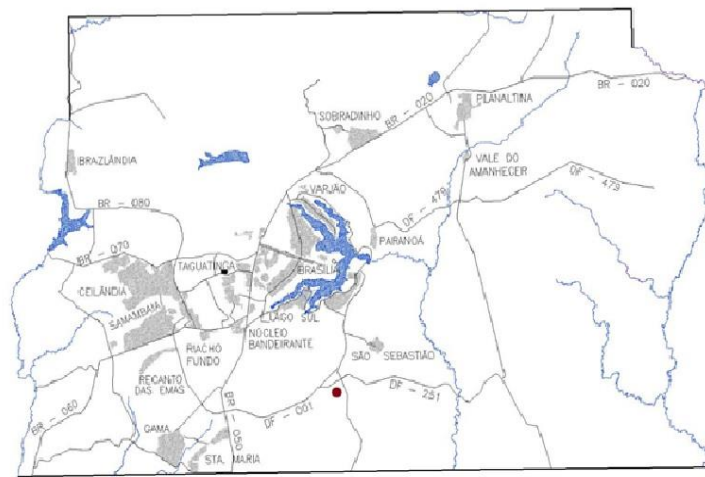 BR - 020
PLANALTINA
BR - 020
SOBRADINHO
BRAZLÂNDIA
VALE DO
AMANHECER
VARJÃO
DF - 479
BR - 080
DF - 479
PAIRANOÁ
BR - 070
TAGUATINGA
BRASÍLIA
CEILÂNDIA
SAMAMBAIA
LAGO SUL
NÚCLEIO
BANDEIRANTE
RIACHO
FUNDO
SÃO SEBASTIÃO
RECANTO
DAS EMAS
BR - 060
DF - 001
DF - 251
BR - 050
GAMA
STA. MARIA